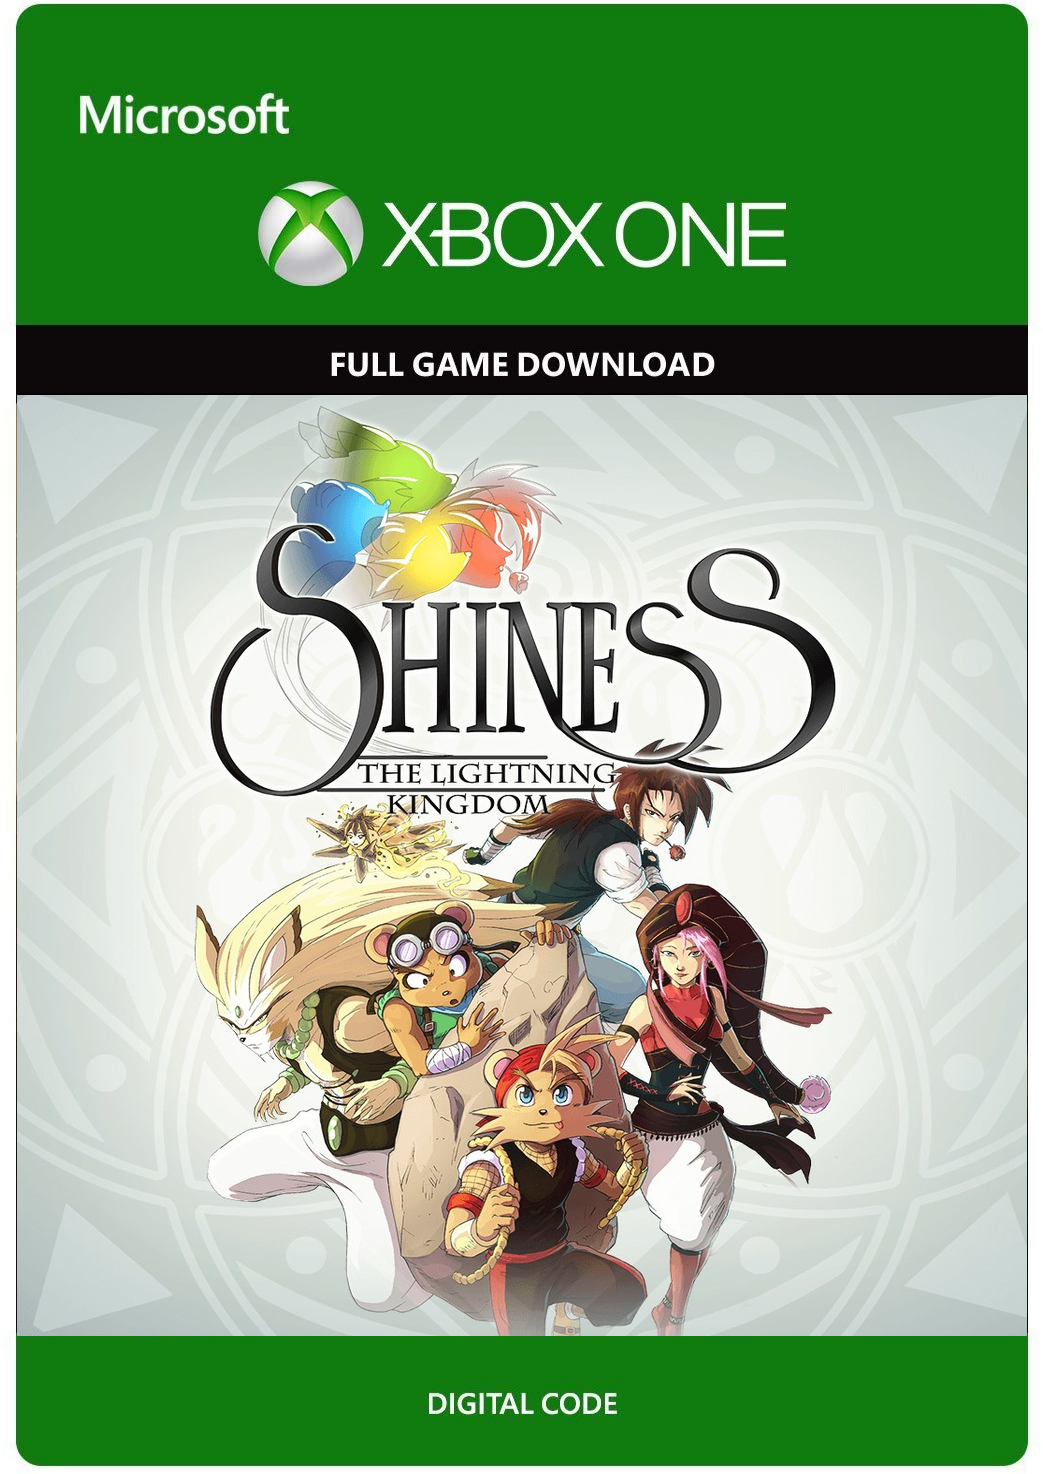 Microsoft
XBOX ONE
FULL GAME DOWNLOAD
SHINESS
THE LIGHTNING
KINGDOM
DIGITAL CODE